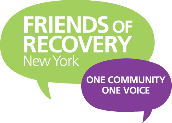 FRIENDS OF
RECOVERY
New York
ONE COMMUNITY
ONE VOICE